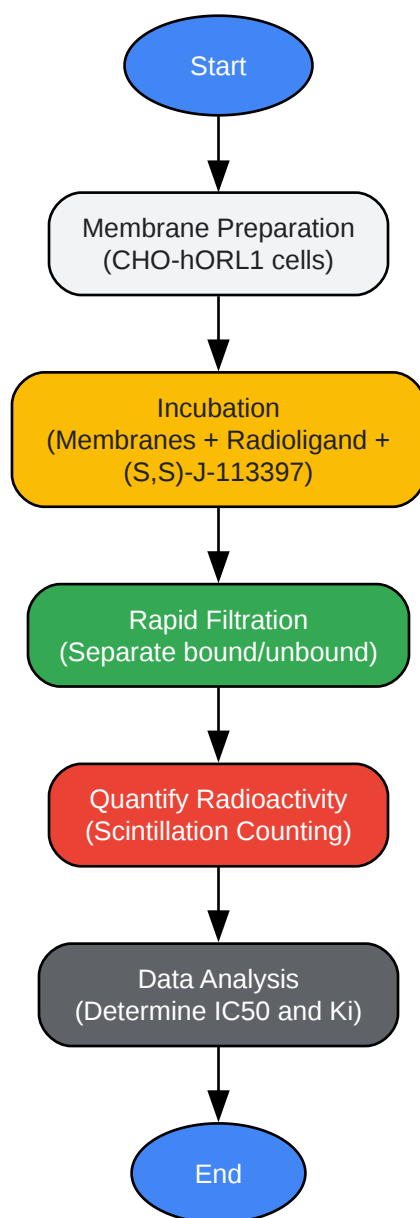 Start
Membrane Preparation
(CHO-hORL1 cells)
Incubation
(Membranes + Radioligand +
(S,S)-J-113397)
Rapid Filtration
(Separate bound/unbound)
Quantify Radioactivity
(Scintillation Counting)
Data Analysis
(Determine IC50 and Ki)
End